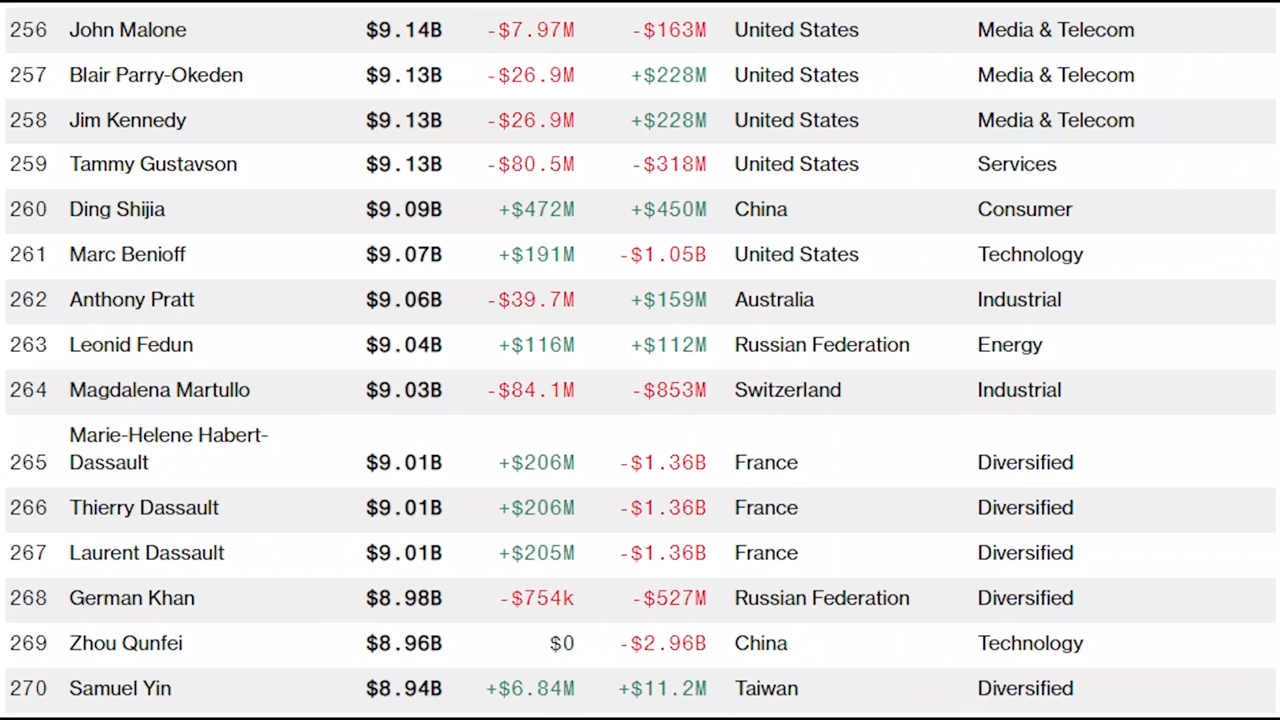 256 John Malone $9.14B -$7.97M -$163M United States Media & Telecom
257 Blair Parry-Okeden $9.13B -$26.9M +$228M United States Media & Telecom
258 Jim Kennedy $9.13B -$26.9M +$228M United States Media & Telecom
259 Tammy Gustavson $9.13B -$80.5M -$318M United States Services
260 Ding Shijia $9.09B +$472M +$450M China Consumer
261 Marc Benioff $9.07B +$191M -$1.05B United States Technology
262 Anthony Pratt $9.06B -$39.7M +$159M Australia Industrial
263 Leonid Fedun $9.04B +$116M +$112M Russian Federation Energy
264 Magdalena Martullo $9.03B -$84.1M -$853M Switzerland Industrial
Marie-Helene Habert-
265 Dassault $9.01B +$206M -$1.36B France Diversified
266 Thierry Dassault $9.01B +$206M -$1.36B France Diversified
267 Laurent Dassault $9.01B +$205M -$1.36B France Diversified
268 German Khan $8.98B -$754k -$527M Russian Federation Diversified
269 Zhou Qunfei $8.96B $0 -$2.96B China Technology
270 Samuel Yin $8.94B +$6.84M +$11.2M Taiwan Diversified